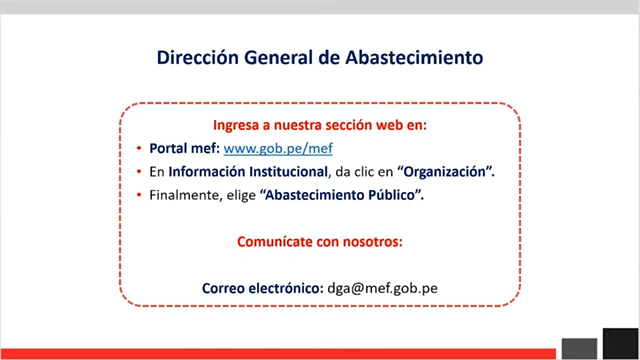 Dirección General de Abastecimiento
Ingresa a nuestra sección web en:
• Portal mef: www.gob.pe/mef
• En Información Institucional, da clic en “Organización”.
• Finalmente, elige “Abastecimiento Público”.
Comunícate con nosotros:
Correo electrónico: dga@mef.gob.pe